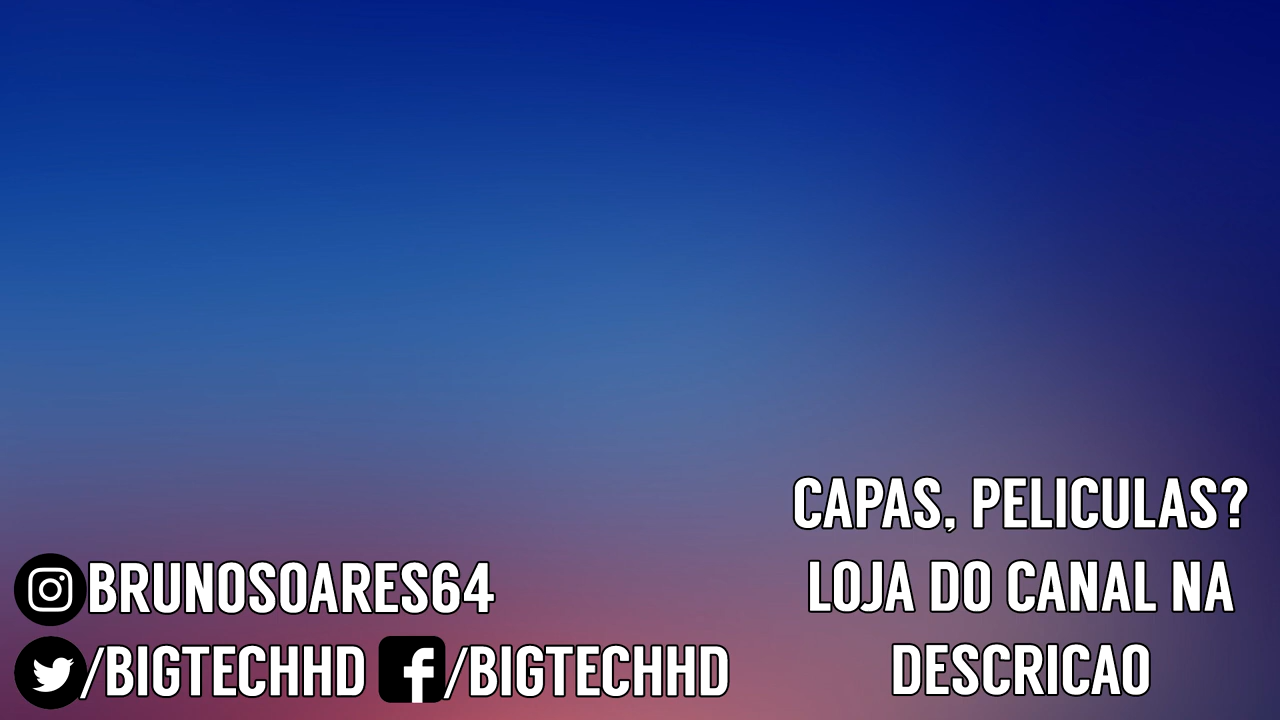 CAPAS, PELICULAS?
LOJA DO CANAL NA
DESCRICAO
BRUNOSOARES64
/BIGTECHHD /BIGTECHHD